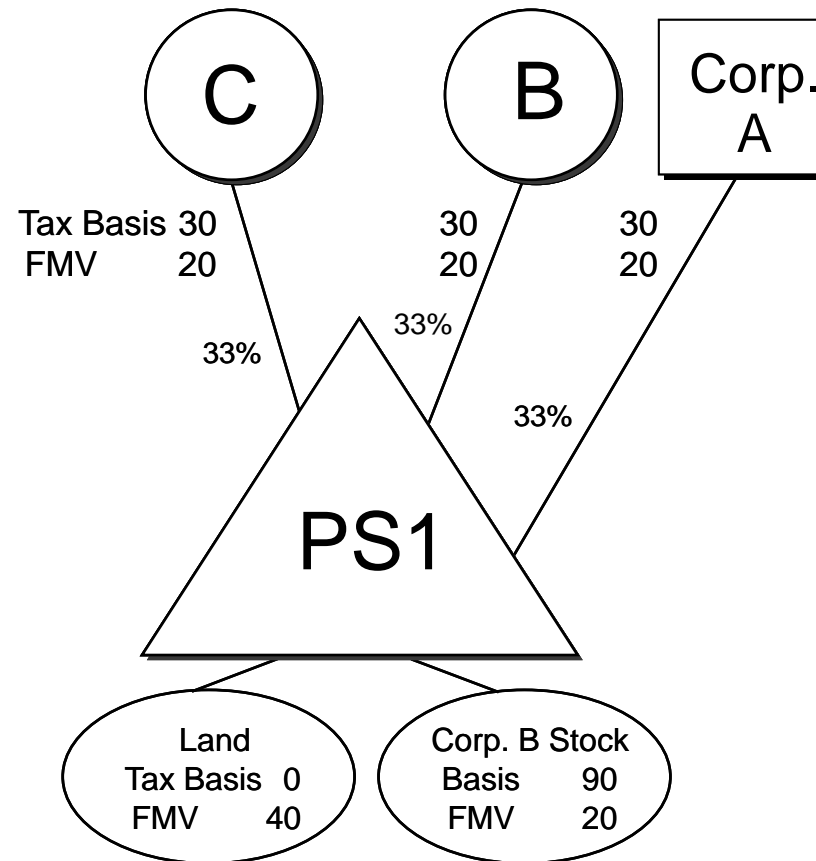 C
B
Corp.
A
Tax Basis 30
FMV 20
30
20
30
20
33%
33%
33%
PS1
Land
Tax Basis 0
FMV 40
Corp. B Stock
Basis 90
FMV 20